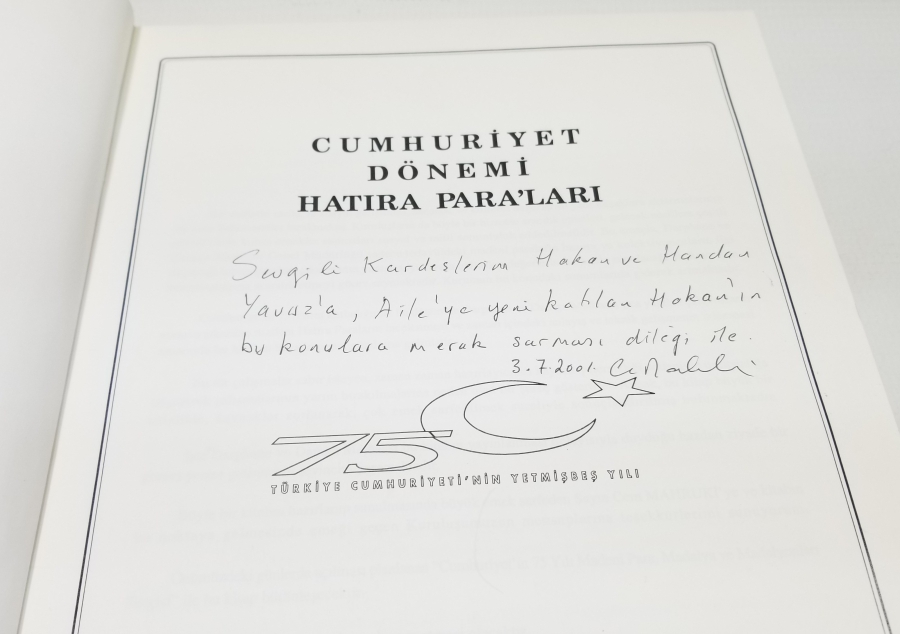 CUMHURİYET
DÖNEMİ
HATIRA PARA'LARI
Sevgili Kardeşlerim Hakan ve Handan
Yavuz'a, Aile'ye yeni katılan Hakan'ın
bu konulara merak sarması dileği ile.
3.7.2001.
75
TÜRKİYE CUMHURİYETİ'NİN YETMİŞBEŞ YILI